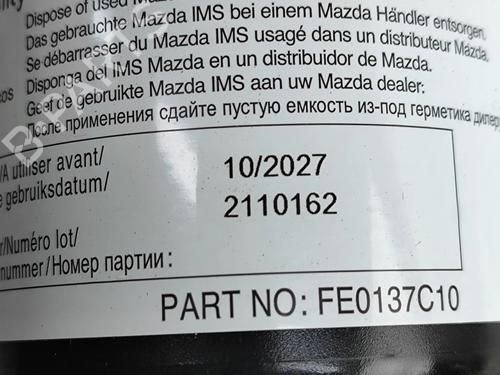 Dispose of used Mazda
Das gebrauchte Mazda IMS bei einem Mazda Händler entsorgen.
Se débarrasser du Mazda IMS usagé dans un distributeur Mazda.
Disponga del IMS Mazda en un distribuidor de Mazda.
Geef de gebruikte Mazda IMS aan uw Mazda dealer.
После применения сдайте пустую емкость из-под герметика
/A utiliser avant/ 10/2027
gebruiksdatum/ 2110162
/Numéro lot/
nummer/Номер партии:
PART NO: FE0137C10